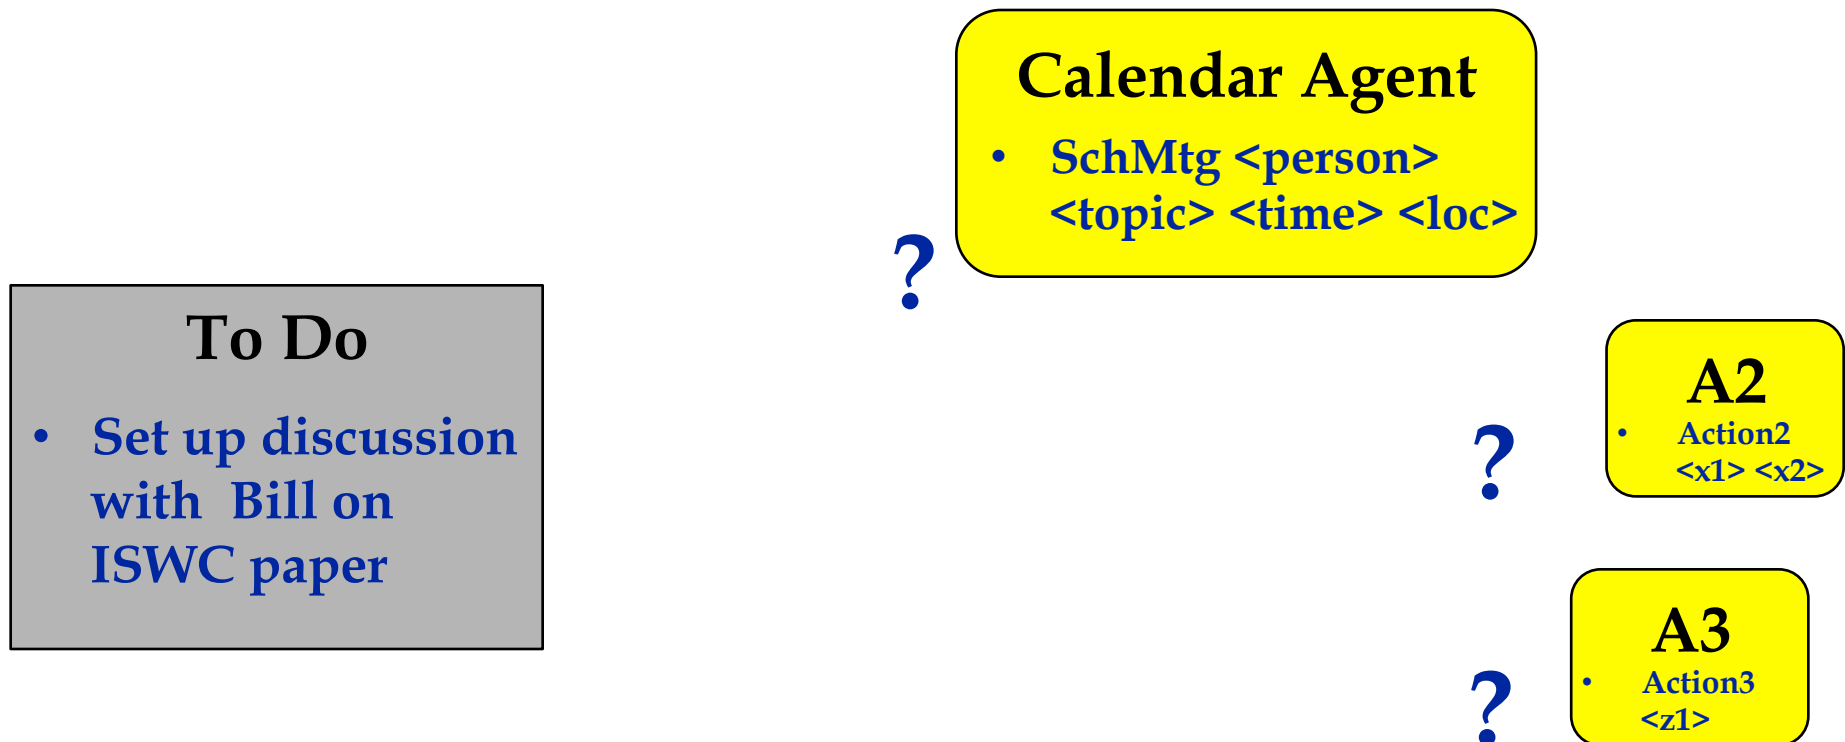 Calendar Agent
• SchMtg <person>
<topic> <time> <loc>
?
To Do
• Set up discussion
with  Bill on
ISWC paper
A2
• Action2
<x1> <x2>
?
A3
• Action3
<z1>
?